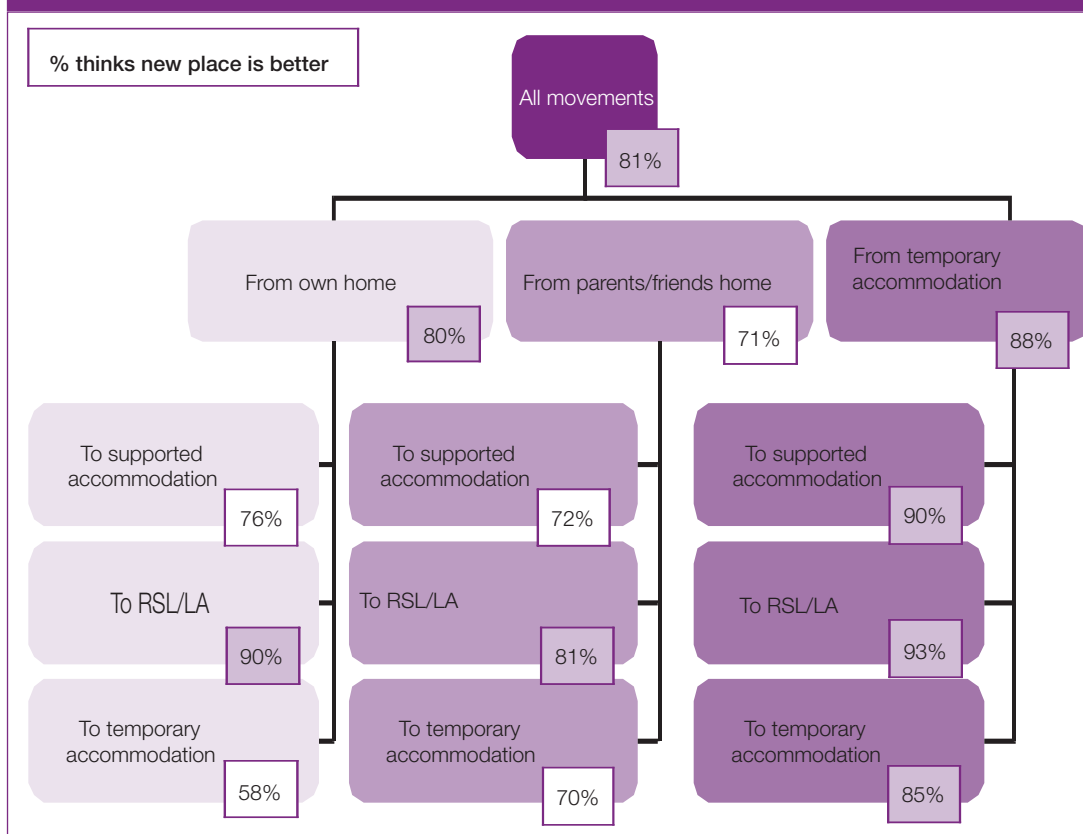 % thinks new place is better
All movements
81%
From own home
80%
From parents/friends home
71%
From temporary
accommodation
88%
To supported
accommodation
76%
To supported
accommodation
72%
To supported
accommodation
90%
To RSL/LA
90%
To RSL/LA
81%
To RSL/LA
93%
To temporary
accommodation
58%
To temporary
accommodation
70%
To temporary
accommodation
85%